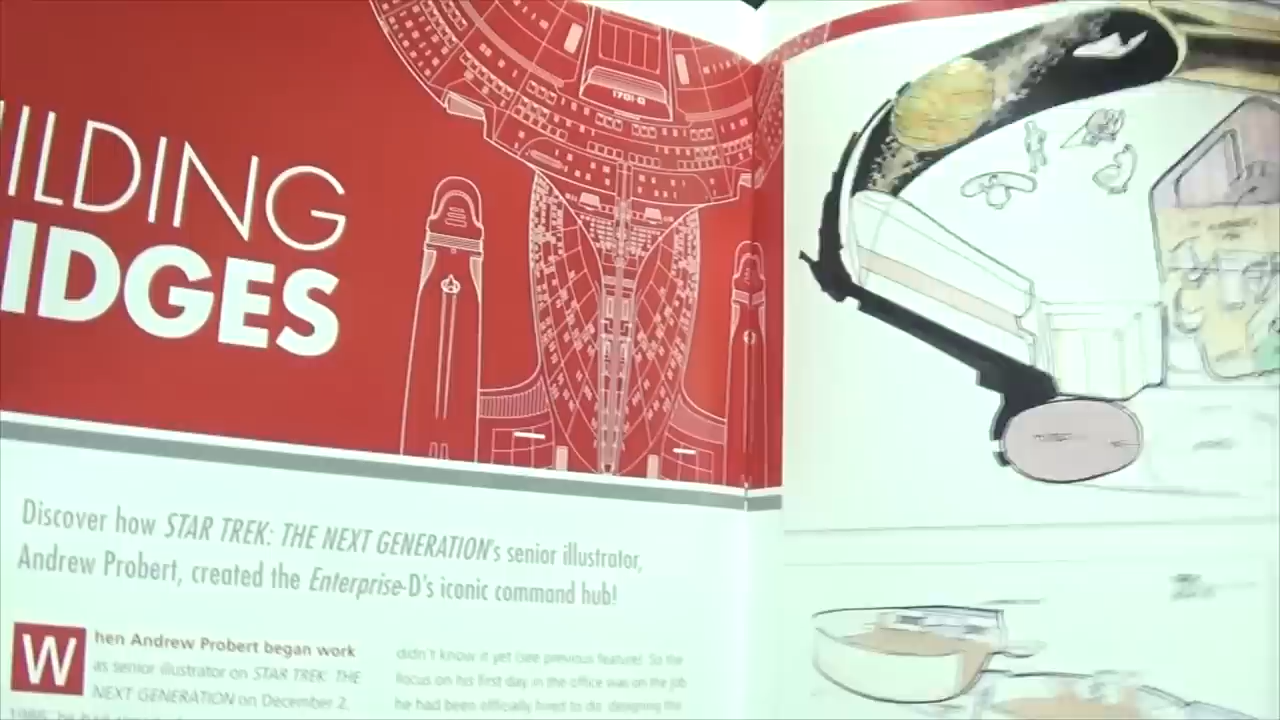 ILDING
IDGES
1701-D
Discover how STAR TREK: THE NEXT GENERATION's senior illustrator,
Andrew Probert, created the Enterprise-D's iconic command hub!
When Andrew Probert began work
as senior illustrator on STAR TREK: THE
NEXT GENERATION on December 2,
didn't know it yet (see previous feature). So the
focus on his first day in the office was on the job
he had been officially hired to do: designing the